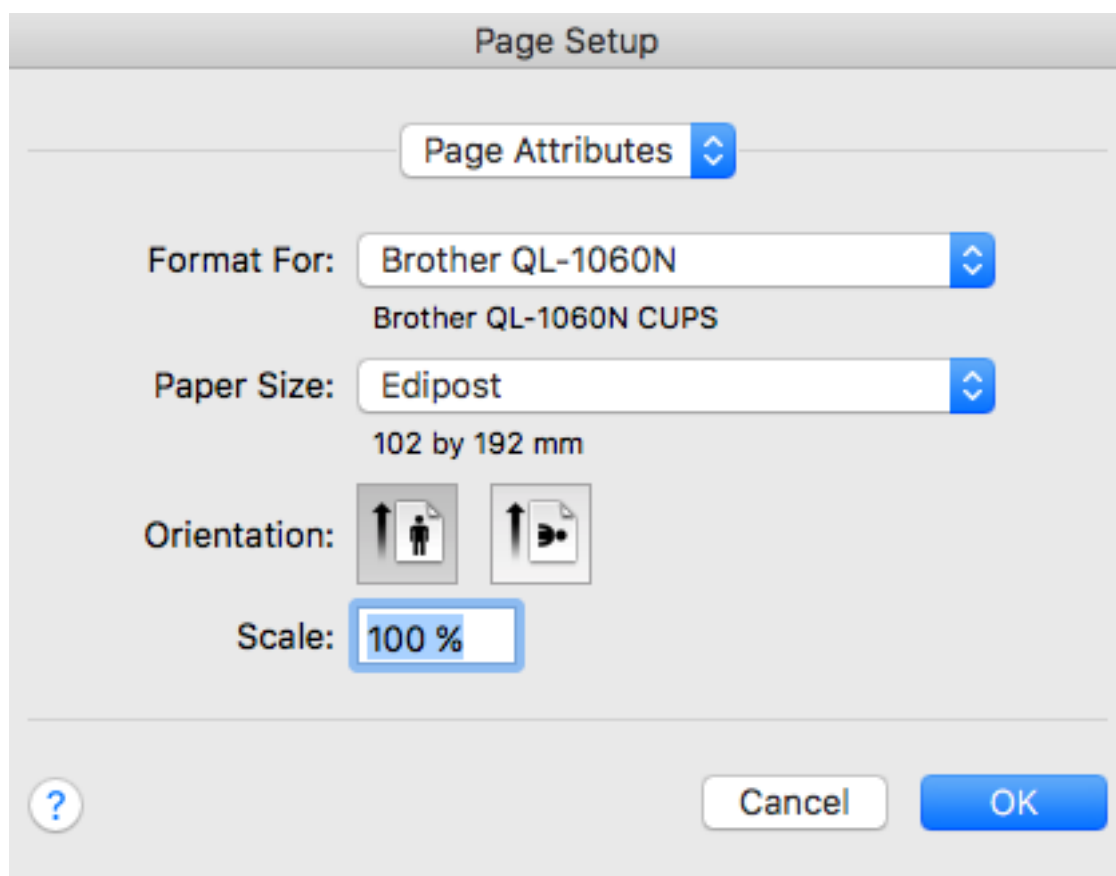 Page Setup
Page Attributes
Format For: Brother QL-1060N
Brother QL-1060N CUPS
Paper Size: Edipost
102 by 192 mm
Orientation:
Scale: 100 %
? Cancel OK